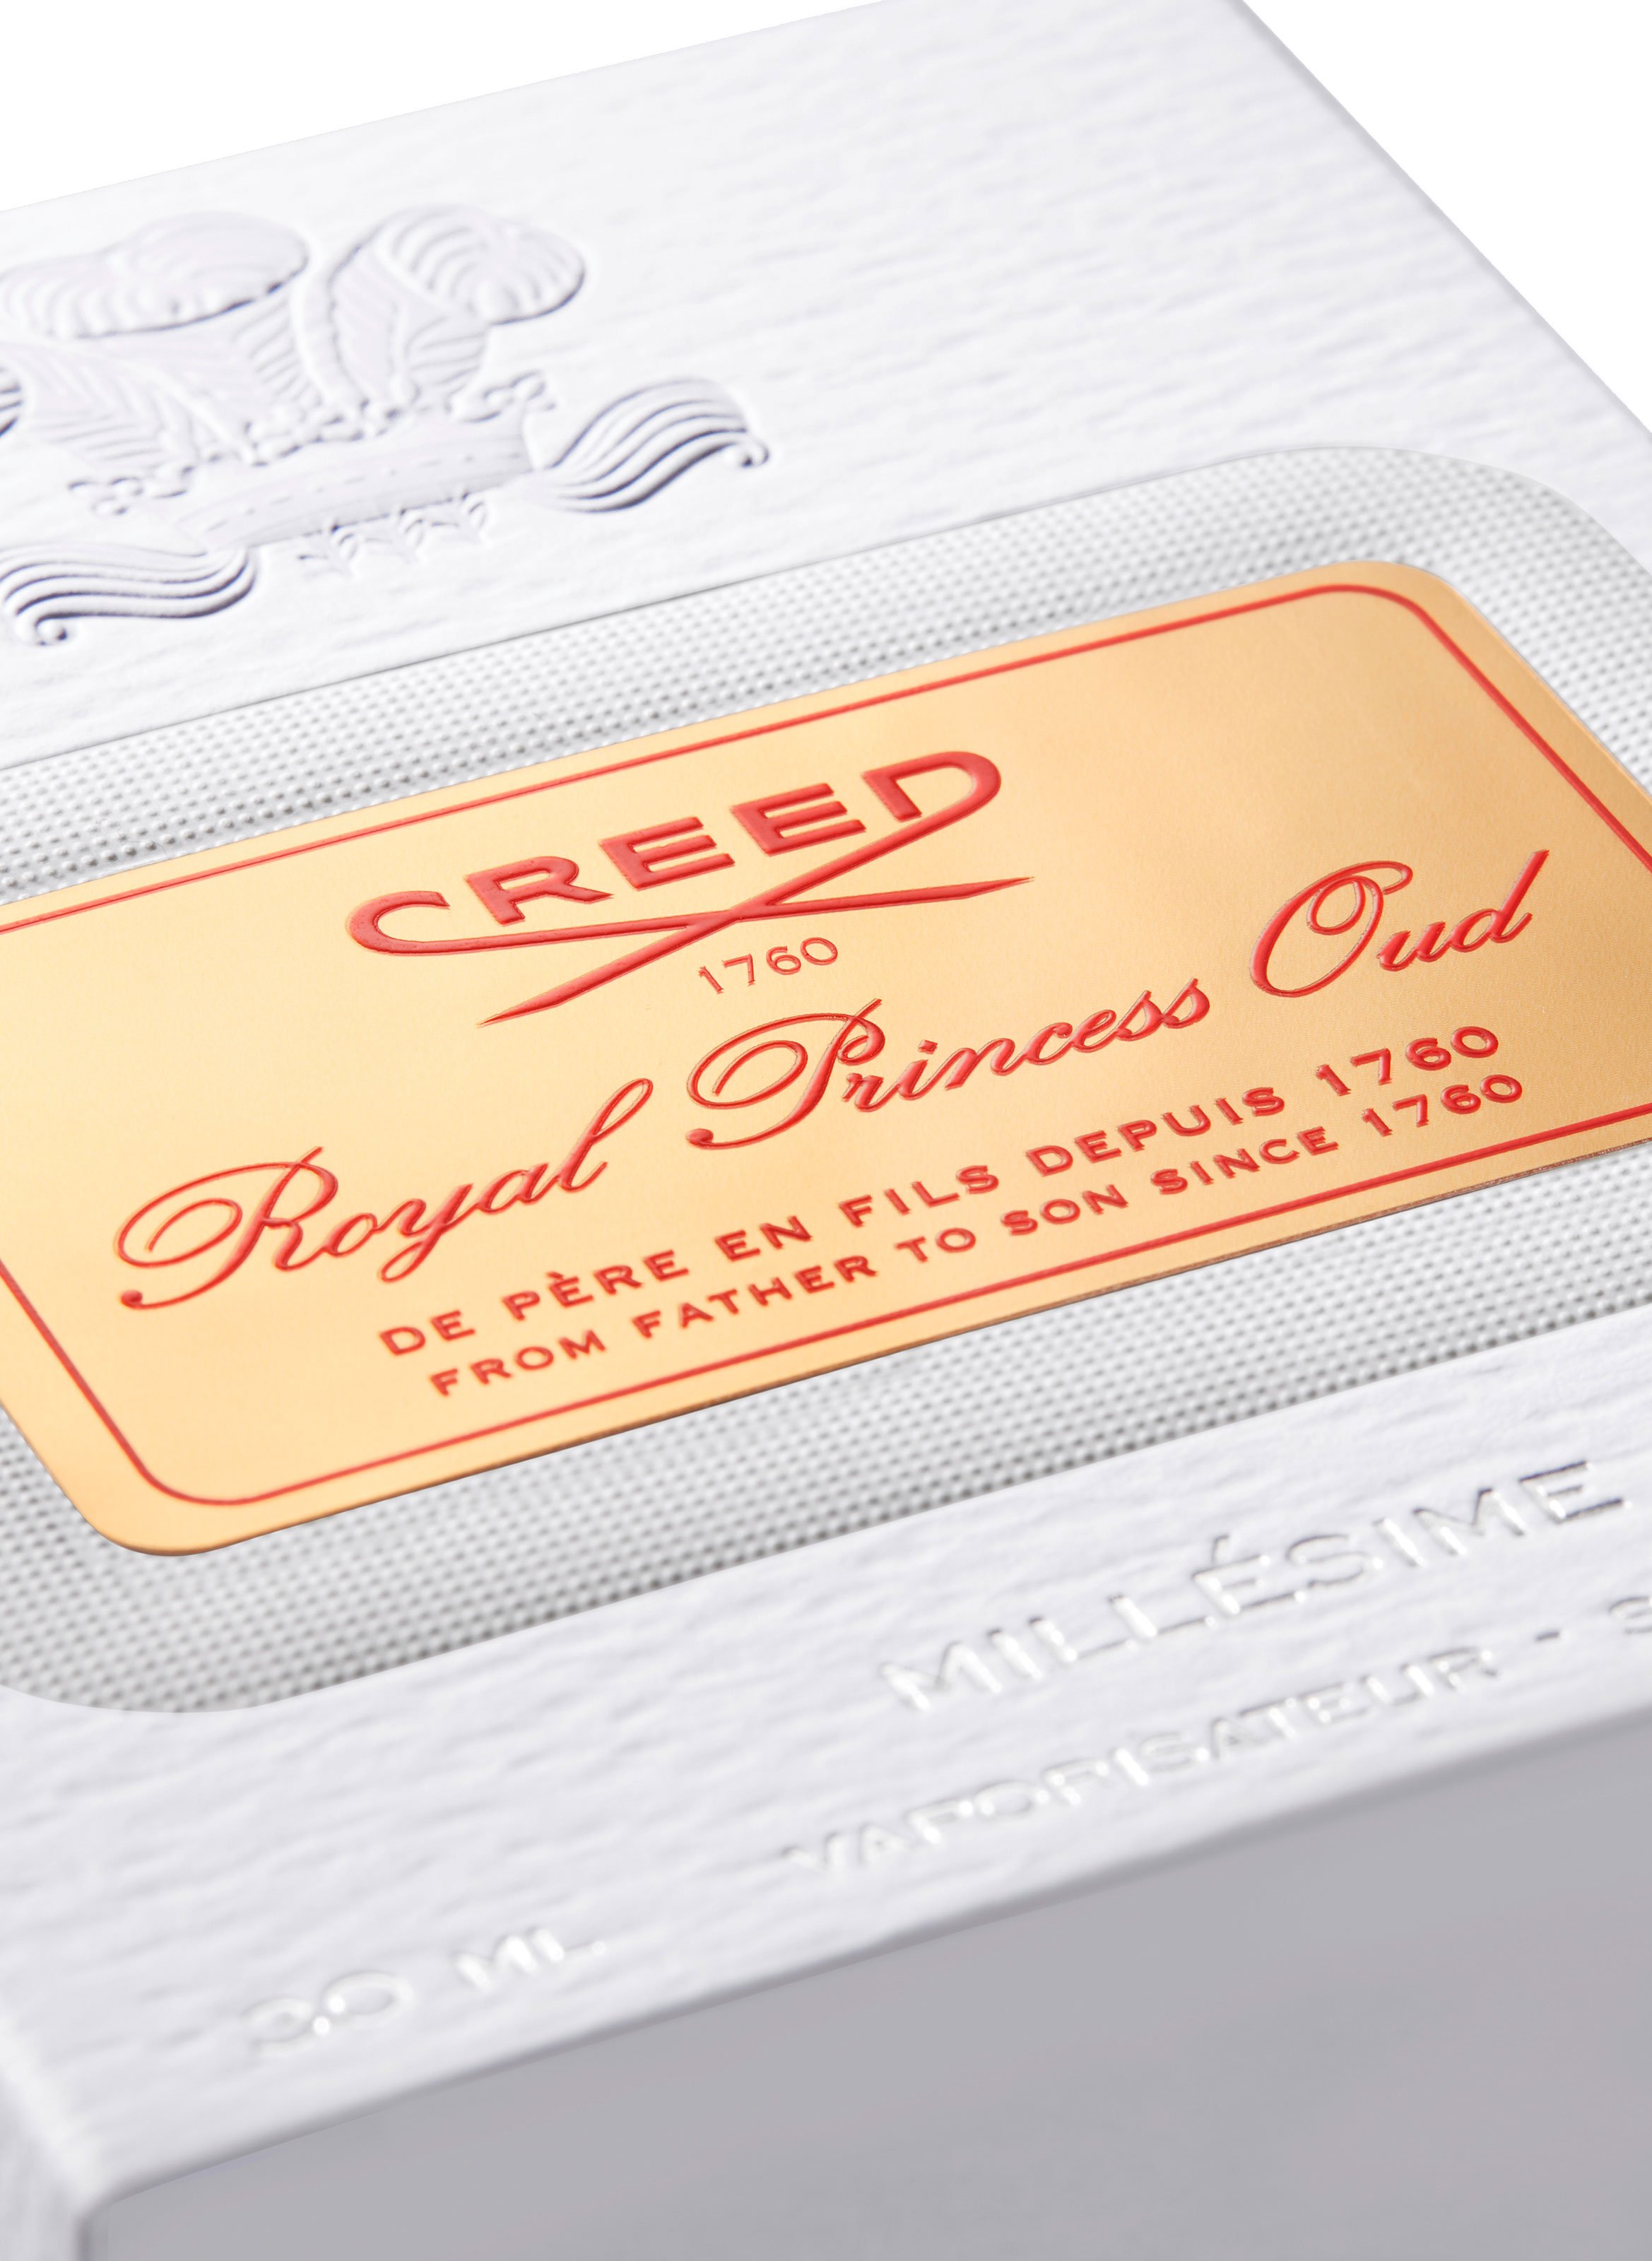 CREED
1760
Royal Princess Oud
DE PÈRE EN FILS DEPUIS 1760
FROM FATHER TO SON SINCE 1760
MILLÉSIME
VAPORISATEUR - S
30 ML